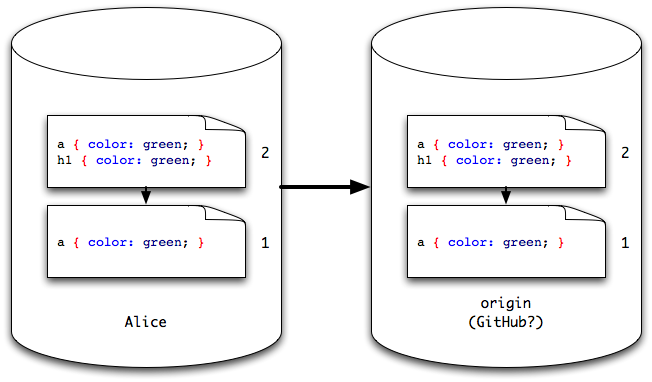 a { color: green; }
h1 { color: green; }
2
a { color: green; }
1
Alice
a { color: green; }
h1 { color: green; }
2
a { color: green; }
1
origin
(GitHub?)